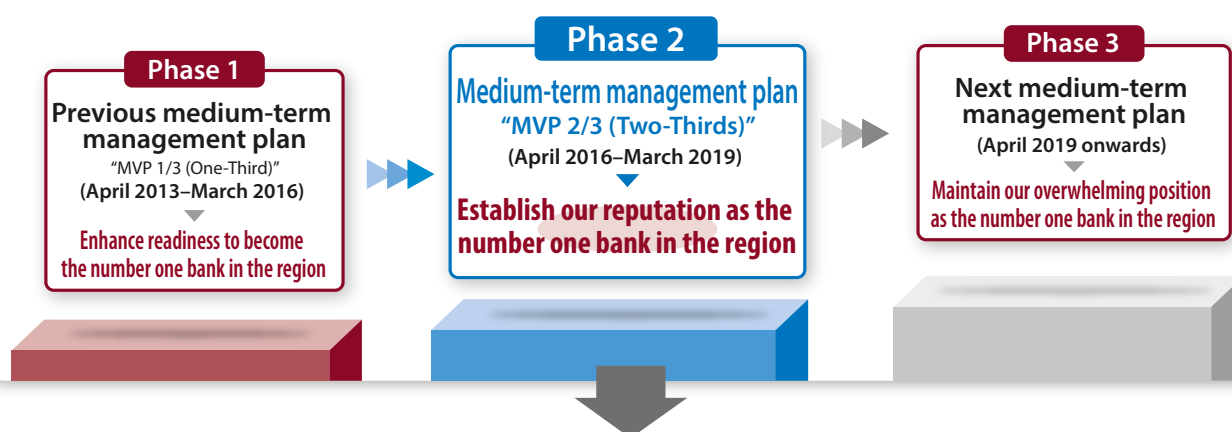 Phase 1
Previous medium-term
management plan
“MVP 1/3 (One-Third)”
(April 2013–March 2016)
Enhance readiness to become
the number one bank in the region
Phase 2
Medium-term management plan
“MVP 2/3 (Two-Thirds)”
(April 2016–March 2019)
Establish our reputation as the
number one bank in the region
Phase 3
Next medium-term
management plan
(April 2019 onwards)
Maintain our overwhelming position
as the number one bank in the region